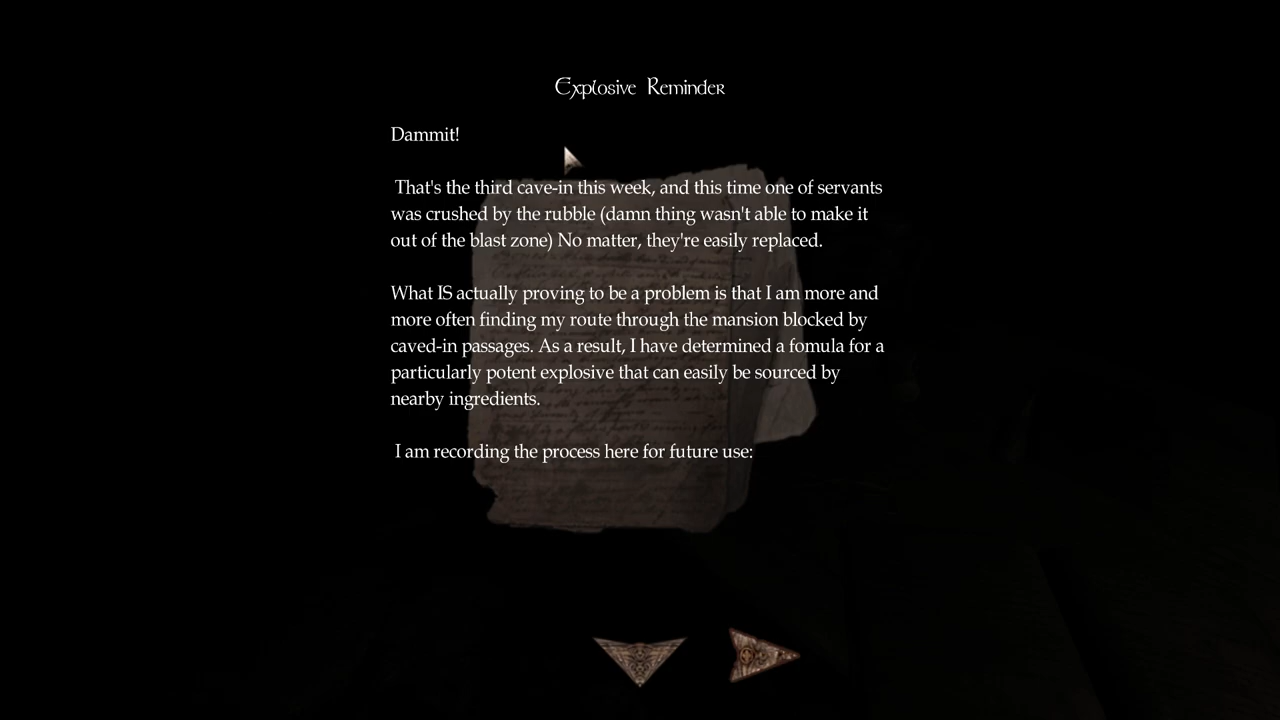 Explosive Reminder
Dammit!
That's the third cave-in this week, and this time one of servants
was crushed by the rubble (damn thing wasn't able to make it
out of the blast zone) No matter, they're easily replaced.
What IS actually proving to be a problem is that I am more and
more often finding my route through the mansion blocked by
caved-in passages. As a result, I have determined a fomula for a
particularly potent explosive that can easily be sourced by
nearby ingredients.
I am recording the process here for future use: